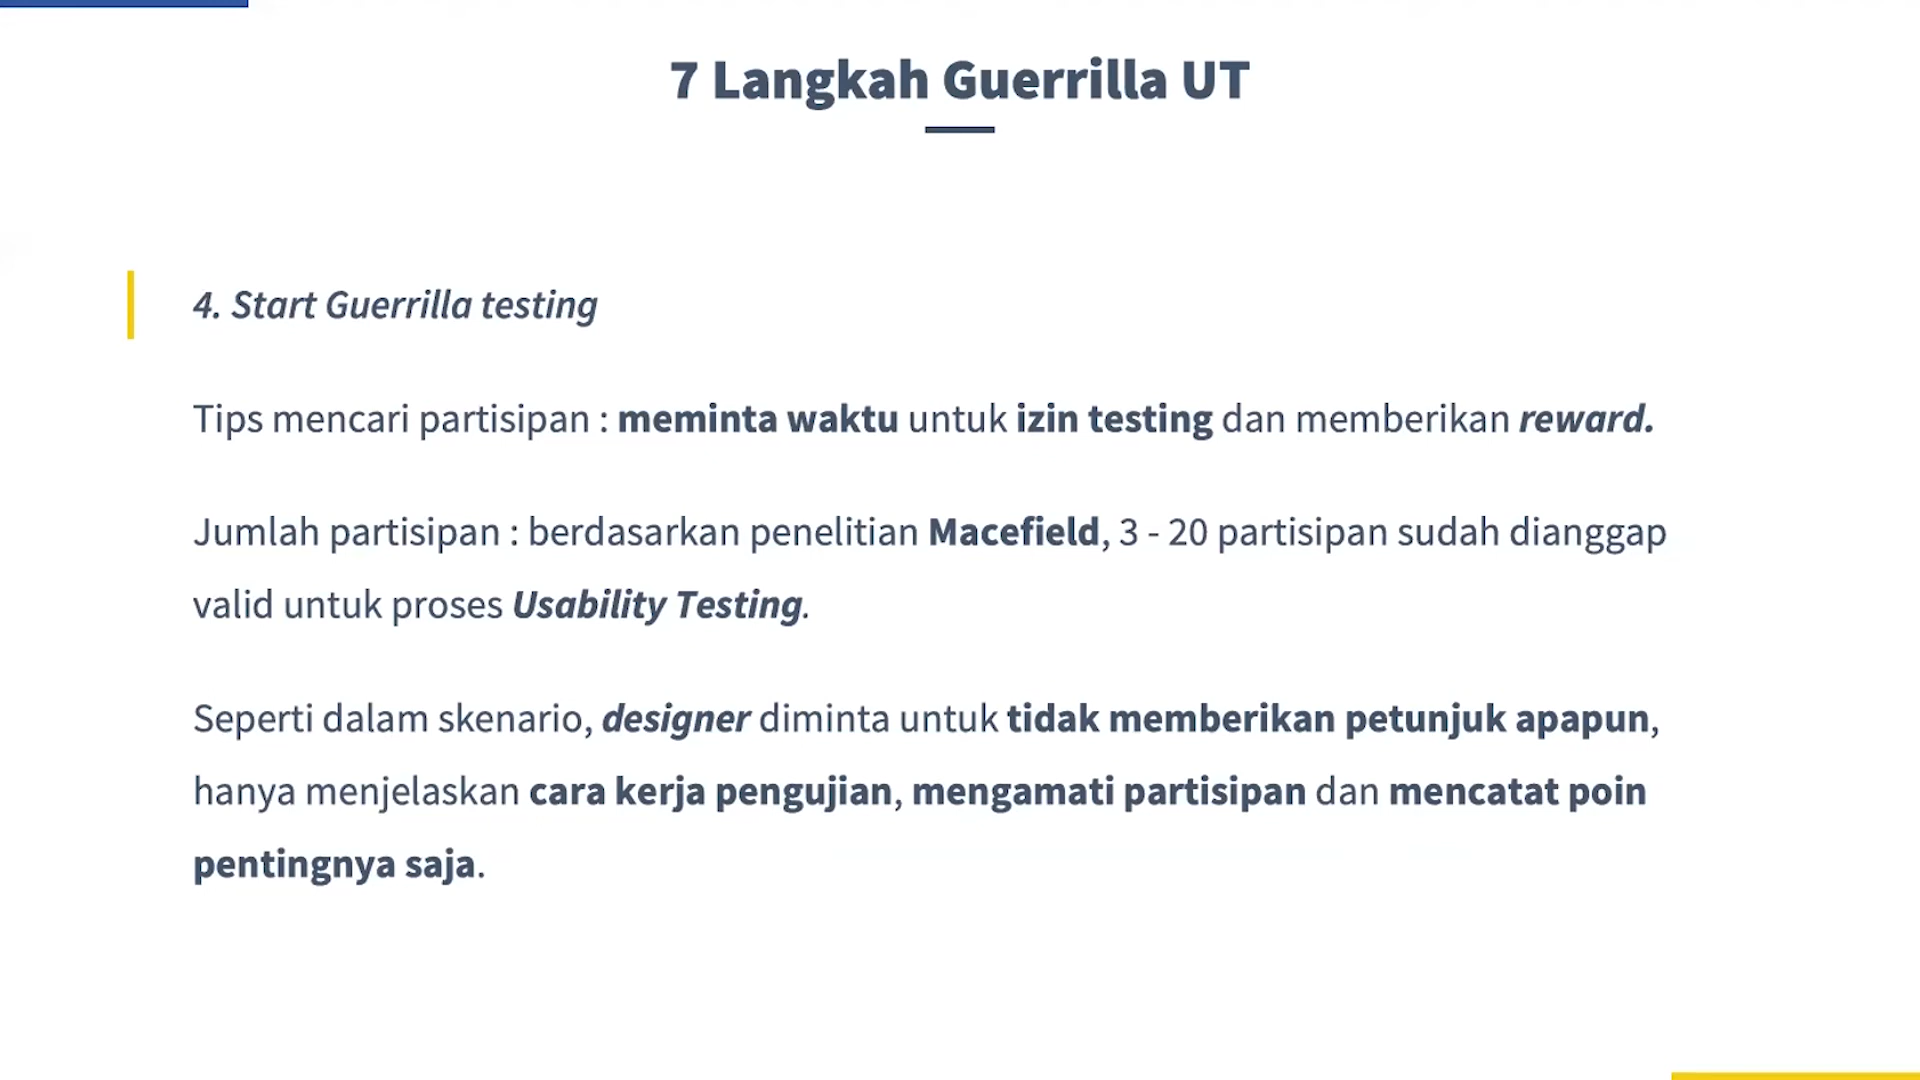 7 Langkah Guerrilla UT
4. Start Guerrilla testing
Tips mencari partisipan : meminta waktu untuk izin testing dan memberikan reward.
Jumlah partisipan : berdasarkan penelitian Macefield, 3 - 20 partisipan sudah dianggap
valid untuk proses Usability Testing.
Seperti dalam skenario, designer diminta untuk tidak memberikan petunjuk apapun,
hanya menjelaskan cara kerja pengujian, mengamati partisipan dan mencatat poin
pentingnya saja.